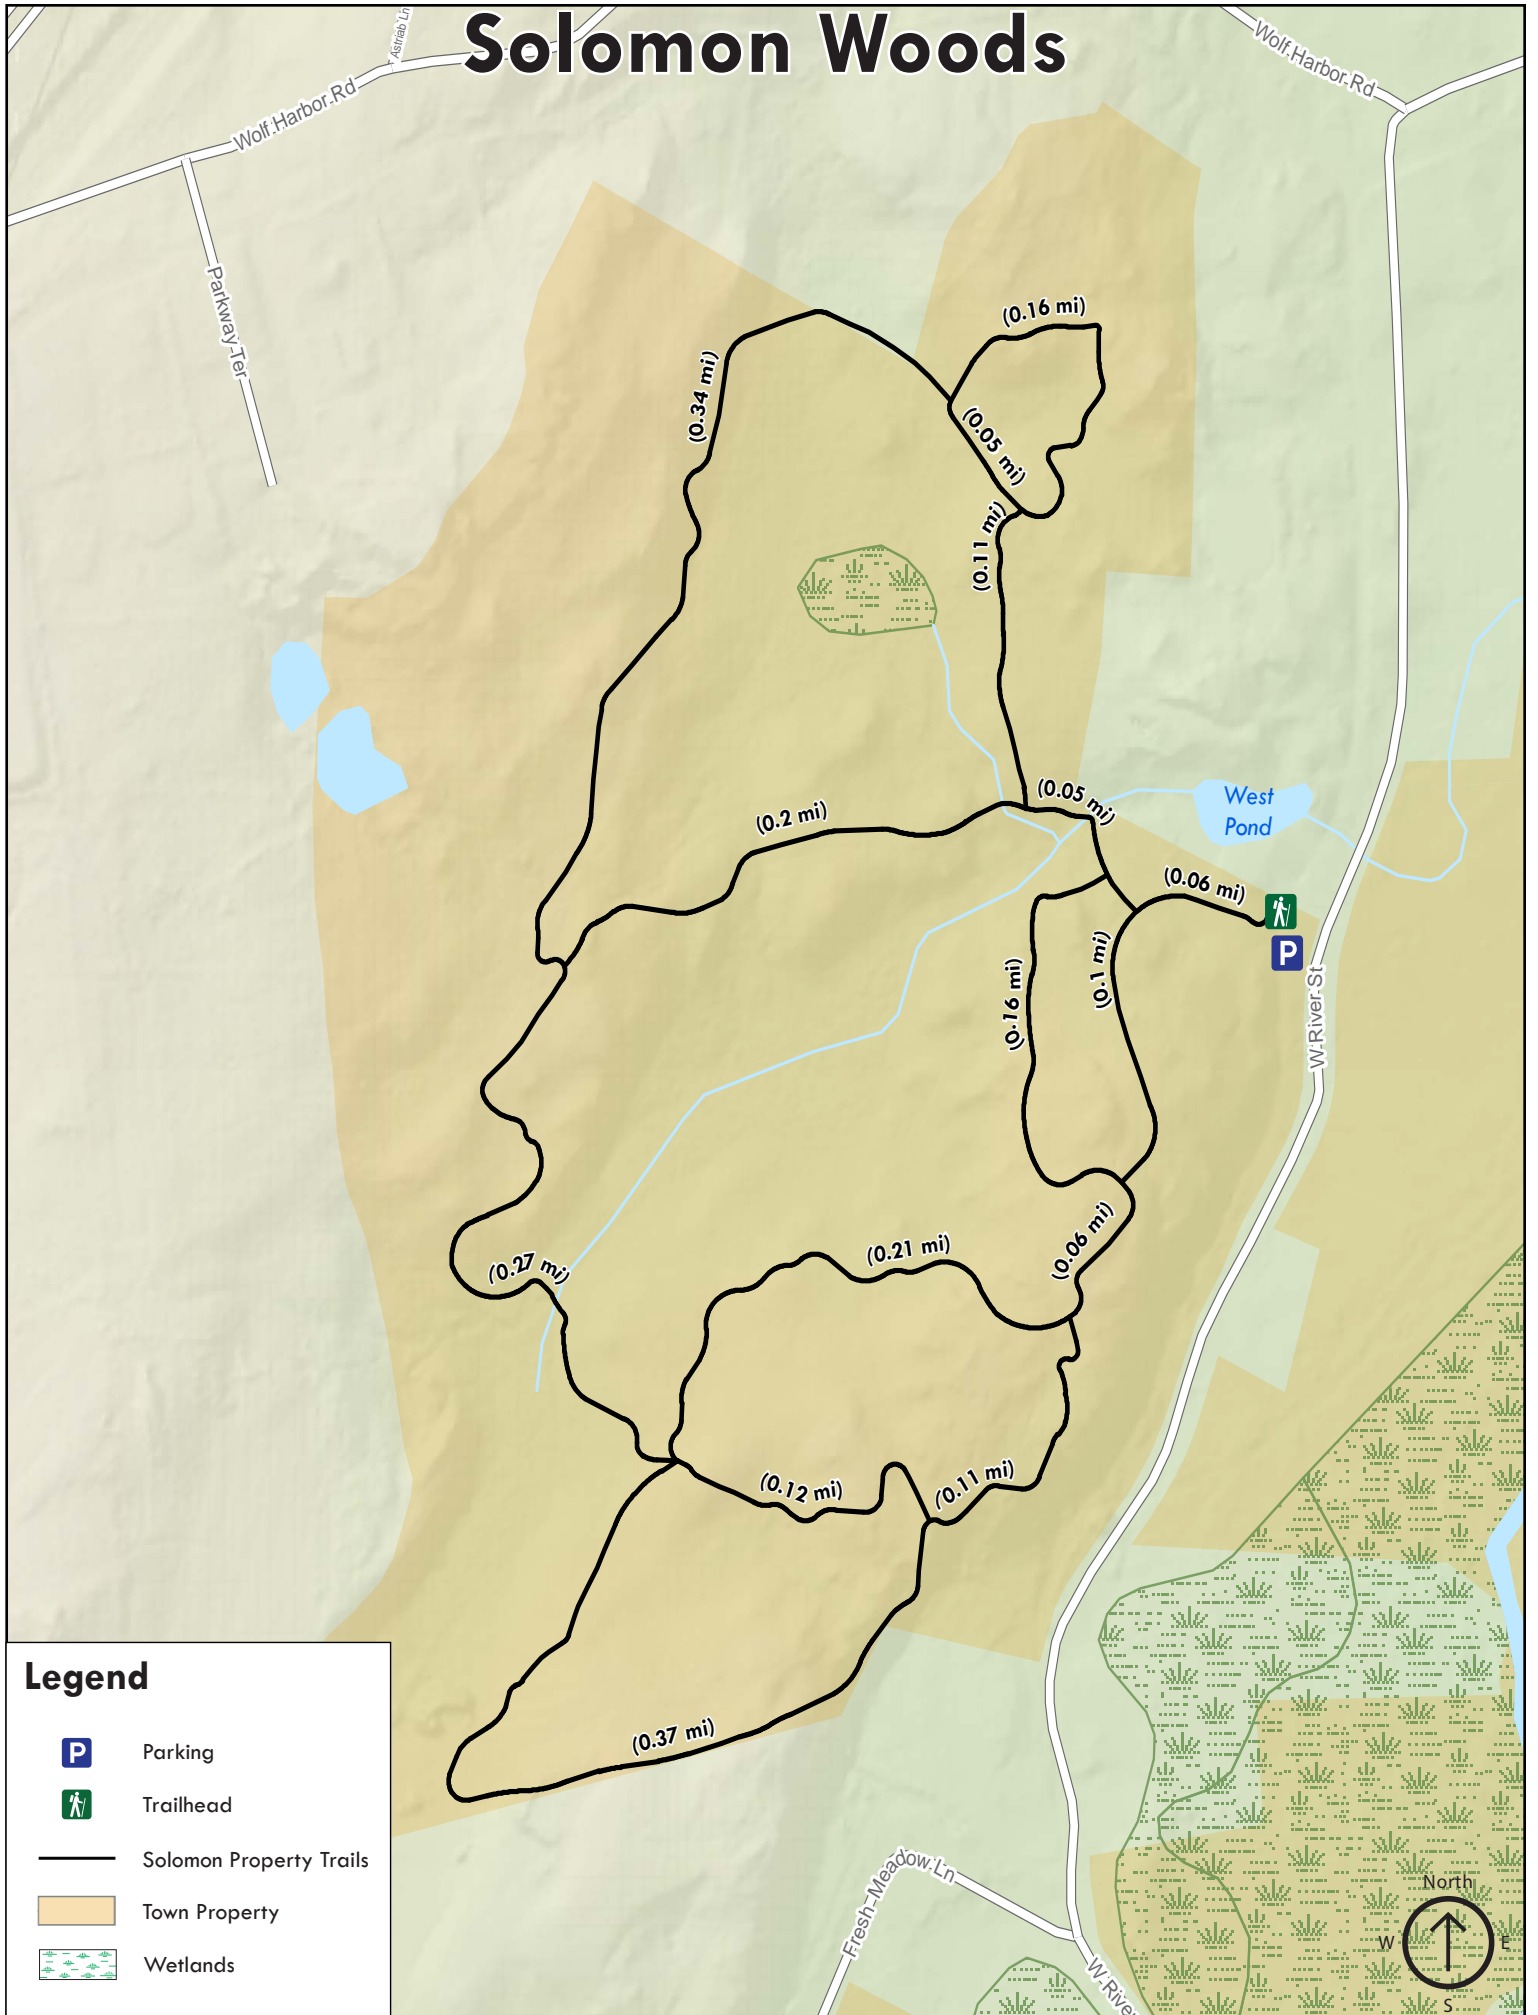 Solomon Woods
Astriab Ln
Wolf Harbor Rd
Wolf Harbor Rd
Parkway Ter
(0.16 mi)
(0.34 mi)
(0.05 mi)
(0.11 mi)
(0.05 mi)
(0.2 mi)
West
Pond
(0.06 mi)
P
(0.1 mi)
(0.16 mi)
W River St
(0.06 mi)
(0.21 mi)
(0.27 mi)
(0.12 mi)
(0.11 mi)
(0.37 mi)
Legend
P Parking
Trailhead
Solomon Property Trails
Town Property
Wetlands
Fresh Meadow Ln
W River
North
W
E
S